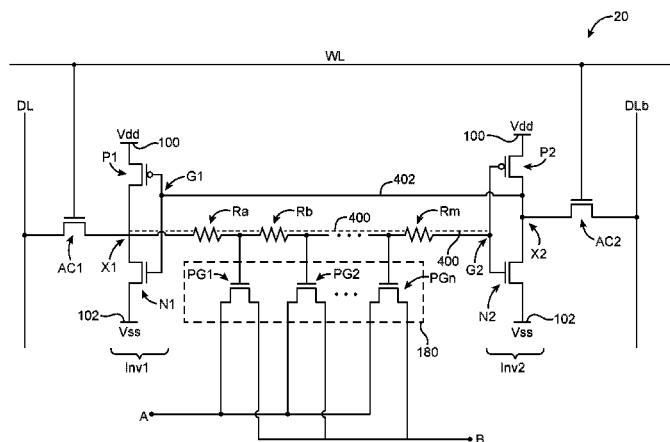 20
WL
DL
DLb
Vdd
100
100
Vdd
P1
G1
402
P2
Ra
Rb
400
Rm
400
AC1
X1
G2
X2
AC2
PG1
PG2
PGn
N1
N2
102
Vss
102
Vss
180
Inv1
Inv2
A
B